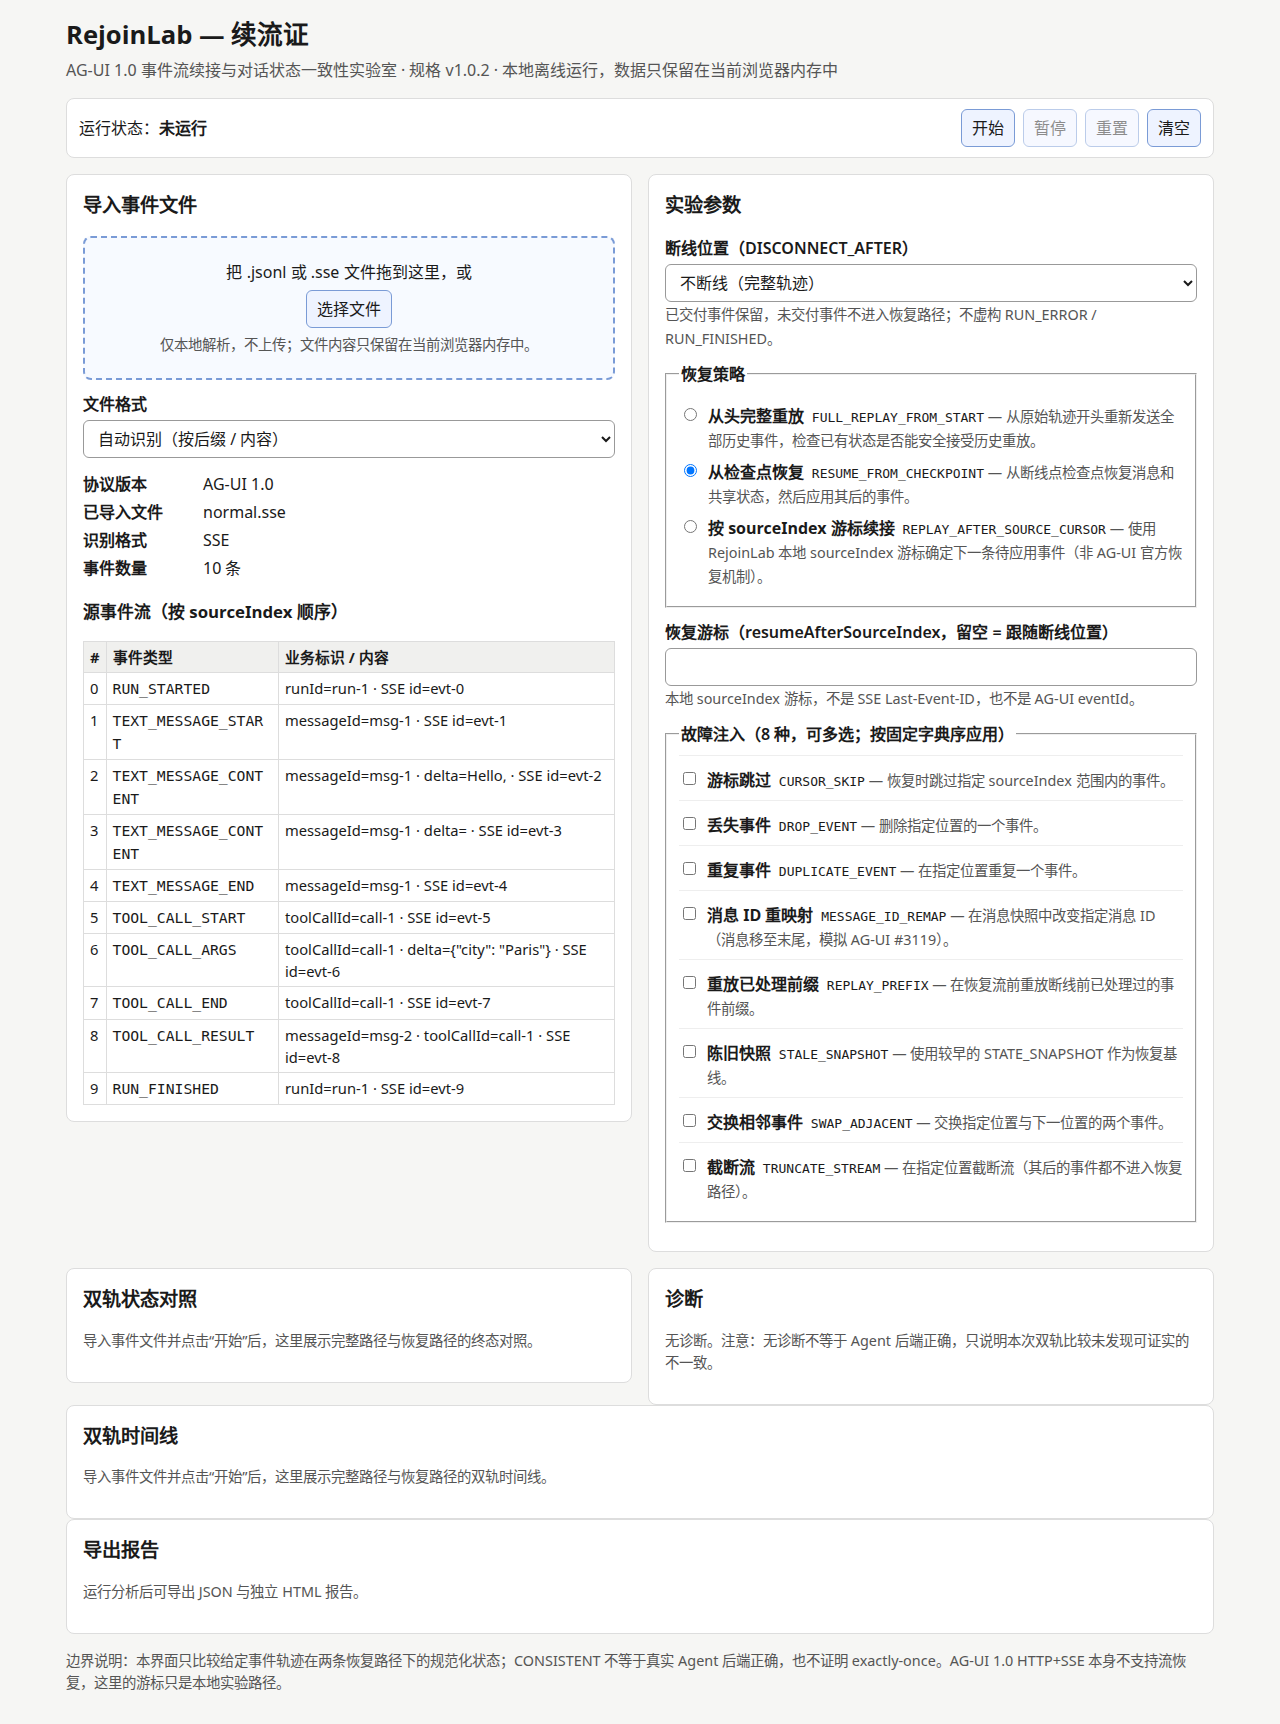 RejoinLab — 续流证
AG-UI 1.0 事件流续接与对话状态一致性实验室 · 规格 v1.0.2 · 本地离线运行，数据只保留在当前浏览器内存中
运行状态：未运行
开始
暂停
重置
清空
导入事件文件
把 .jsonl 或 .sse 文件拖到这里，或
选择文件
仅本地解析，不上传；文件内容只保留在当前浏览器内存中。
文件格式
自动识别（按后缀 / 内容）
协议版本 AG-UI 1.0
已导入文件 normal.sse
识别格式 SSE
事件数量 10 条
源事件流（按 sourceIndex 顺序）
# 事件类型 业务标识 / 内容
0 RUN_STARTED runId=run-1 · SSE id=evt-0
1 TEXT_MESSAGE_STAR messageId=msg-1 · SSE id=evt-1
T
2 TEXT_MESSAGE_CONT messageId=msg-1 · delta=Hello, · SSE id=evt-2
ENT
3 TEXT_MESSAGE_CONT messageId=msg-1 · delta= · SSE id=evt-3
ENT
4 TEXT_MESSAGE_END messageId=msg-1 · SSE id=evt-4
5 TOOL_CALL_START toolCallId=call-1 · SSE id=evt-5
6 TOOL_CALL_ARGS toolCallId=call-1 · delta={"city": "Paris"} · SSE
id=evt-6
7 TOOL_CALL_END toolCallId=call-1 · SSE id=evt-7
8 TOOL_CALL_RESULT messageId=msg-2 · toolCallId=call-1 · SSE
id=evt-8
9 RUN_FINISHED runId=run-1 · SSE id=evt-9
实验参数
断线位置（DISCONNECT_AFTER）
不断线（完整轨迹）
已交付事件保留，未交付事件不进入恢复路径；不虚构 RUN_ERROR /
RUN_FINISHED。
恢复策略
从头完整重放 FULL_REPLAY_FROM_START — 从原始轨迹开头重新发送全
部历史事件，检查已有状态是否能安全接受历史重放。
从检查点恢复 RESUME_FROM_CHECKPOINT — 从断线点检查点恢复消息和
共享状态，然后应用其后的事件。
按 sourceIndex 游标续接 REPLAY_AFTER_SOURCE_CURSOR — 使用
RejoinLab 本地 sourceIndex 游标确定下一条待应用事件（非 AG-UI 官方恢
复机制）。
恢复游标（resumeAfterSourceIndex，留空 = 跟随断线位置）
本地 sourceIndex 游标，不是 SSE Last-Event-ID，也不是 AG-UI eventId。
故障注入（8 种，可多选；按固定字典序应用）
游标跳过 CURSOR_SKIP — 恢复时跳过指定 sourceIndex 范围内的事件。
丢失事件 DROP_EVENT — 删除指定位置的一个事件。
重复事件 DUPLICATE_EVENT — 在指定位置重复一个事件。
消息 ID 重映射 MESSAGE_ID_REMAP — 在消息快照中改变指定消息 ID
（消息移至末尾，模拟 AG-UI #3119）。
重放已处理前缀 REPLAY_PREFIX — 在恢复流前重放断线前已处理过的事
件前缀。
陈旧快照 STALE_SNAPSHOT — 使用较早的 STATE_SNAPSHOT 作为恢复基
线。
交换相邻事件 SWAP_ADJACENT — 交换指定位置与下一位置的两个事件。
截断流 TRUNCATE_STREAM — 在指定位置截断流（其后的事件都不进入恢复
路径）。
双轨状态对照
导入事件文件并点击“开始”后，这里展示完整路径与恢复路径的终态对照。
诊断
无诊断。注意：无诊断不等于 Agent 后端正确，只说明本次双轨比较未发现可证实的
不一致。
双轨时间线
导入事件文件并点击“开始”后，这里展示完整路径与恢复路径的双轨时间线。
导出报告
运行分析后可导出 JSON 与独立 HTML 报告。
边界说明：本界面只比较给定事件轨迹在两条恢复路径下的规范化状态；CONSISTENT 不等于真实 Agent 后端正确，也不证明 exactly-once。AG-UI 1.0 HTTP+SSE 本身不支持流恢
复，这里的游标只是本地实验路径。